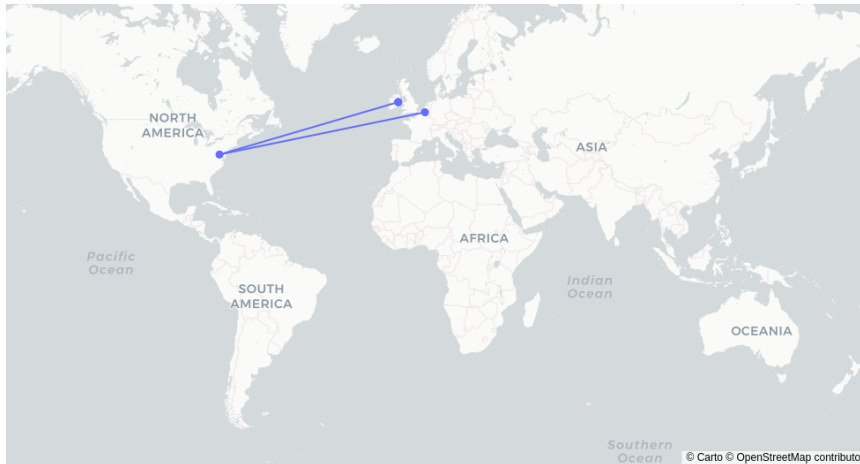 NORTH
AMERICA
ASIA
AFRICA
Pacific
Ocean
Indian
Ocean
SOUTH
AMERICA
OCEANIA
Southern
Ocean
© Carto © OpenStreetMap contributo